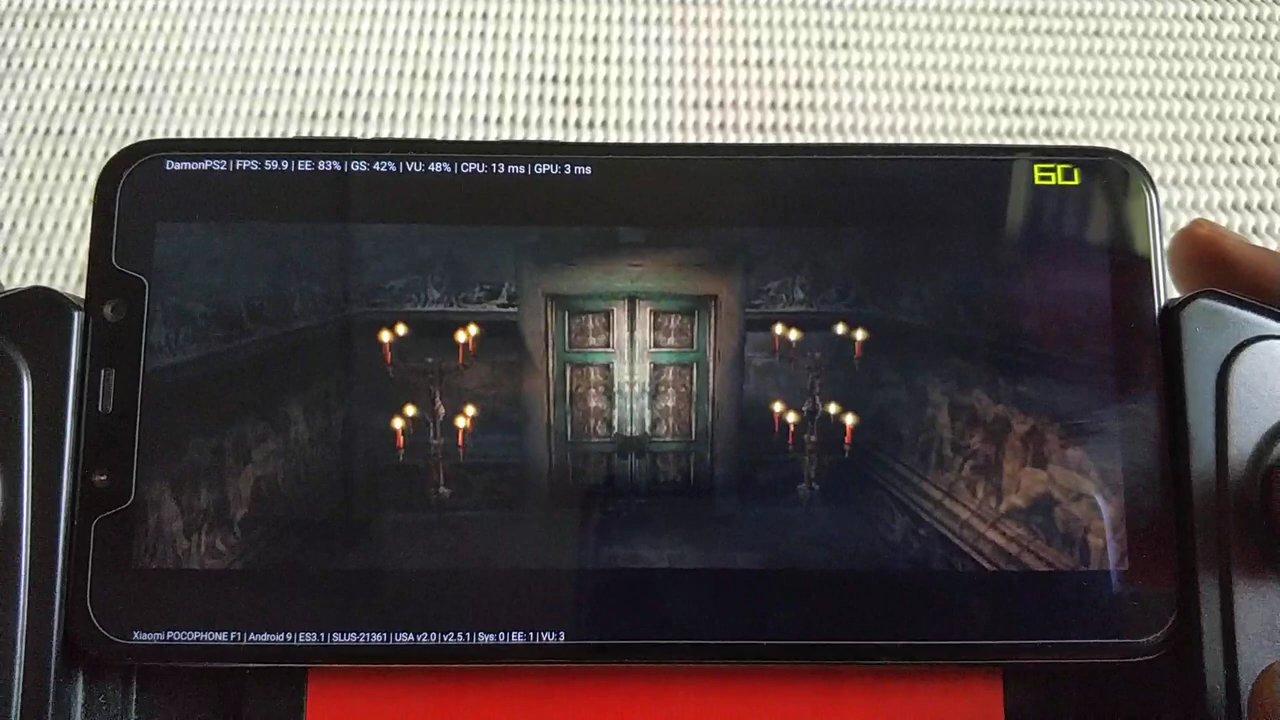 DamonPS2 | FPS: 59.9 | EE: 83% | GS: 42% | VU: 48% | CPU: 13 ms | GPU: 3 ms
60
Xiaomi POCOPHONE F1 | Android 9 | ES3.1 | SLUS-21361 | USA v2.0 | v2.5.1 | Sys: 0 | EE: 1 | VU: 3